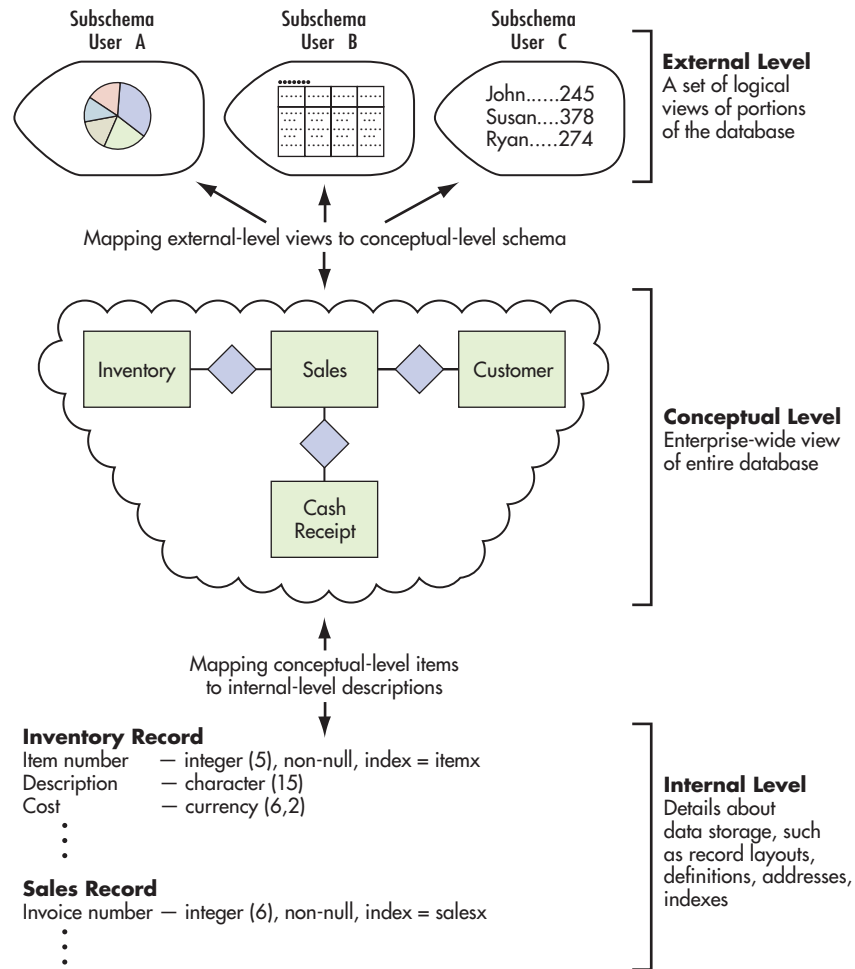 Subschema
User A
Subschema
User B
Subschema
User C
John......245
Susan....378
Ryan.....274
External Level
A set of logical
views of portions
of the database
Mapping external-level views to conceptual-level schema
Inventory
Sales
Customer
Cash
Receipt
Conceptual Level
Enterprise-wide view
of entire database
Mapping conceptual-level items
to internal-level descriptions
Inventory Record
Item number — integer (5), non-null, index = itemx
Description — character (15)
Cost — currency (6,2)
Sales Record
Invoice number — integer (6), non-null, index = salesx
Internal Level
Details about
data storage, such
as record layouts,
definitions, addresses,
indexes